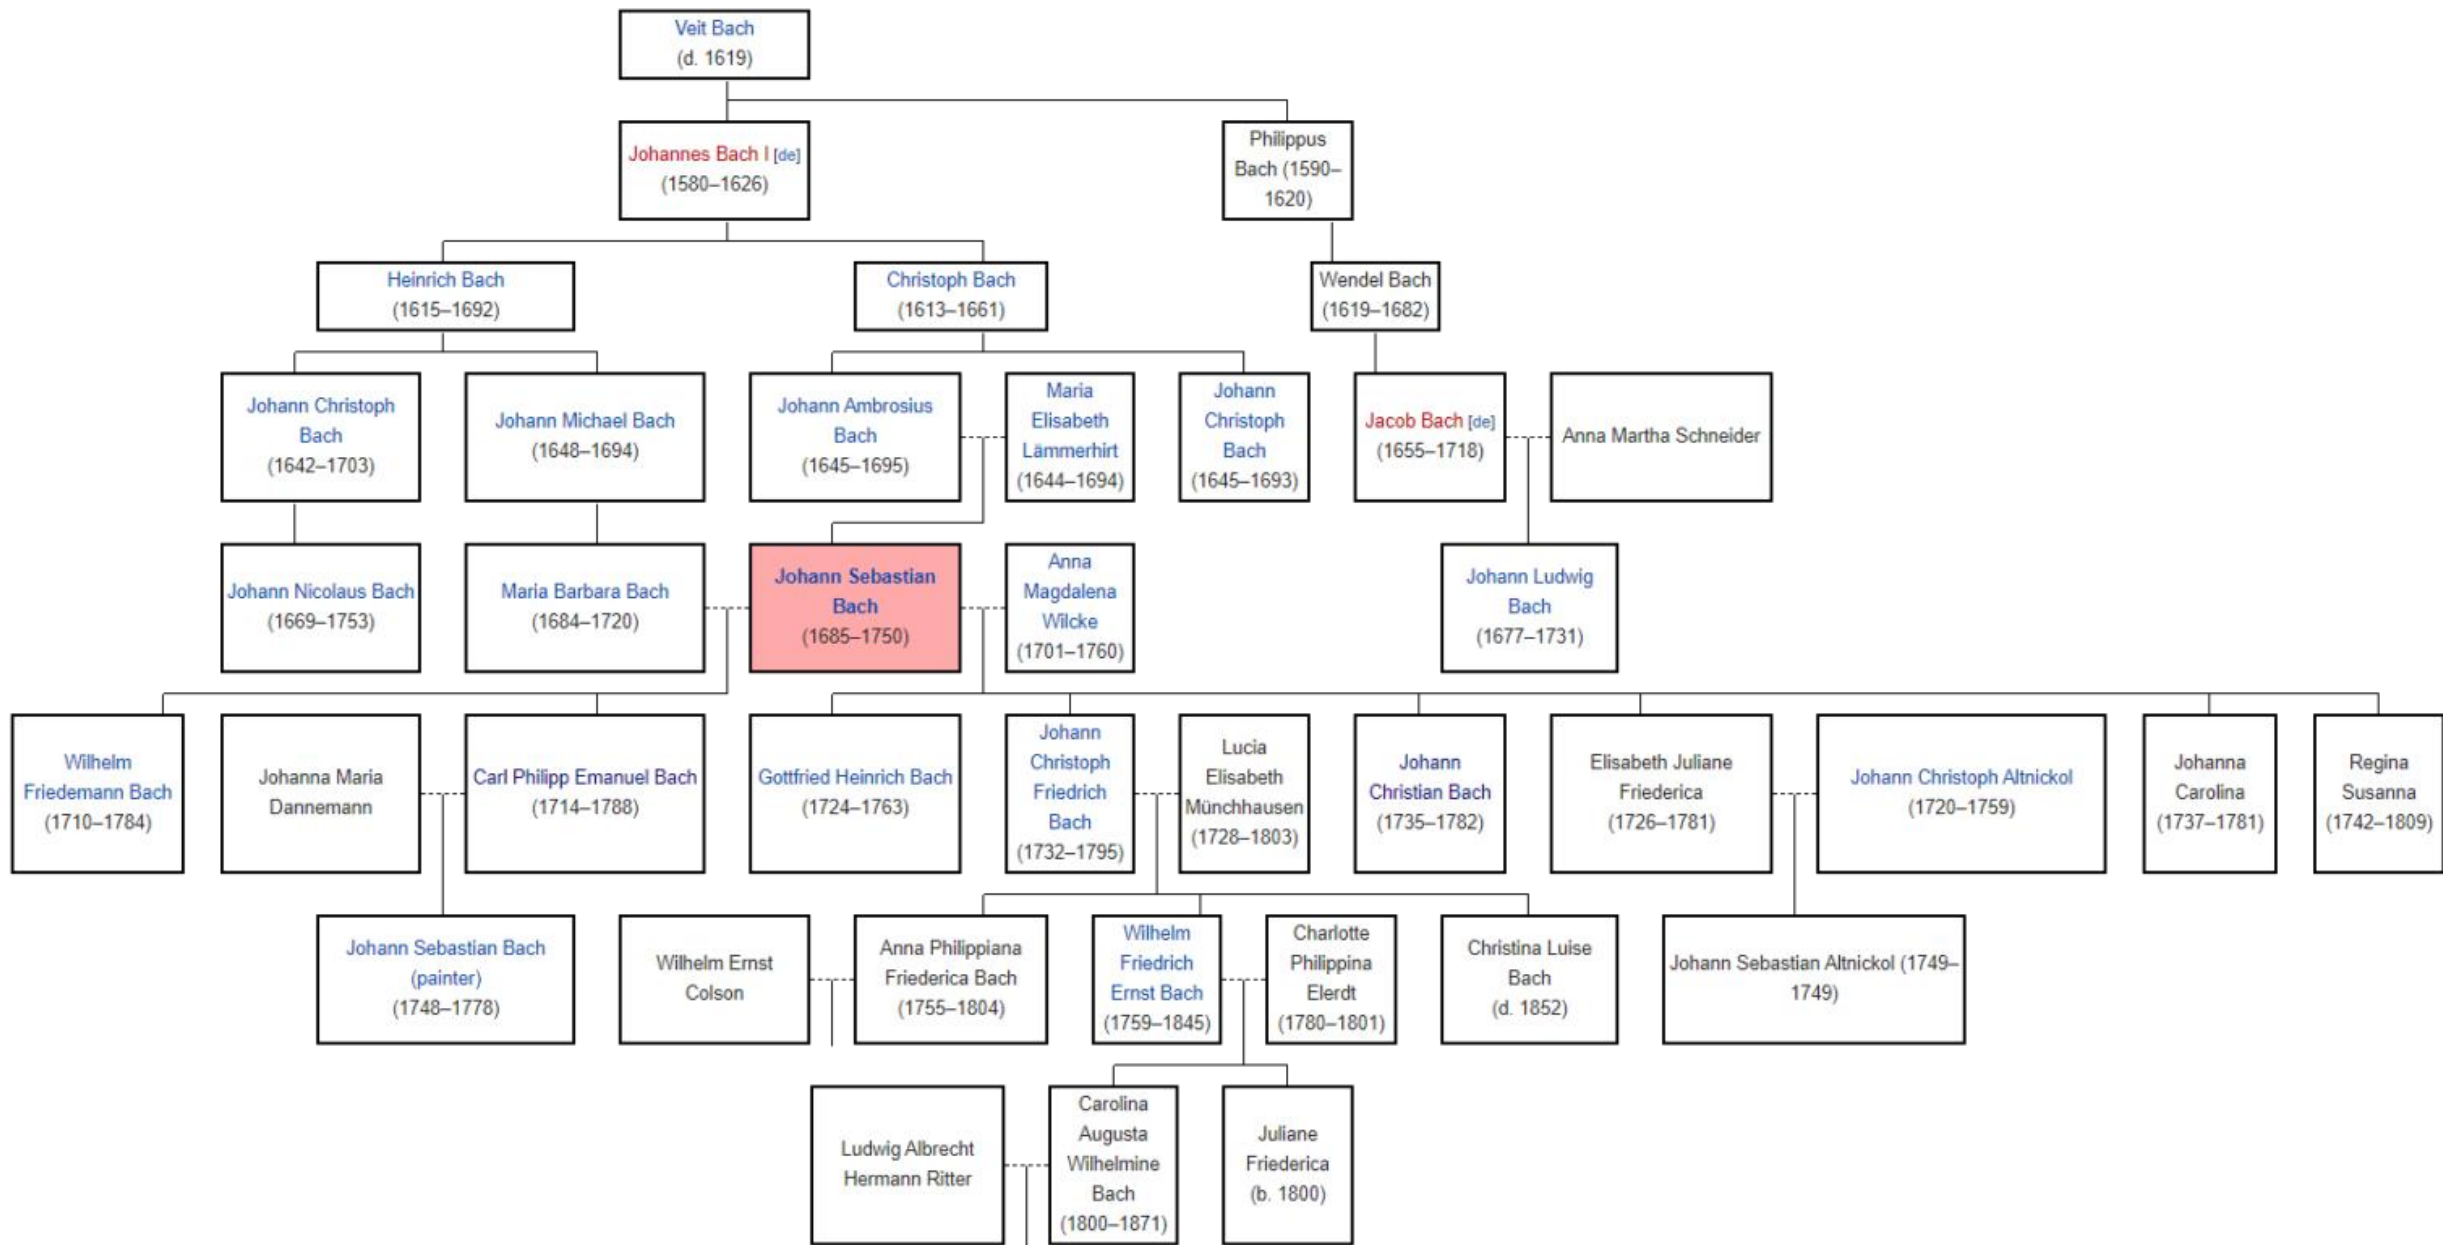 Veit Bach
(d. 1619)
Johannes Bach I [de]
(1580–1626)
Philippus
Bach (1590–
1620)
Heinrich Bach
(1615–1692)
Christoph Bach
(1613–1661)
Wendel Bach
(1619–1682)
Johann Christoph
Bach
(1642–1703)
Johann Michael Bach
(1648–1694)
Johann Ambrosius
Bach
(1645–1695)
Maria
Elisabeth
Lämmerhirt
(1644–1694)
Johann
Christoph
Bach
(1645–1693)
Jacob Bach [de]
(1655–1718)
Anna Martha Schneider
Johann Nicolaus Bach
(1669–1753)
Maria Barbara Bach
(1684–1720)
Johann Sebastian
Bach
(1685–1750)
Anna
Magdalena
Wilcke
(1701–1760)
Johann Ludwig
Bach
(1677–1731)
Wilhelm
Friedemann Bach
(1710–1784)
Johanna Maria
Dannemann
Carl Philipp Emanuel Bach
(1714–1788)
Gottfried Heinrich Bach
(1724–1763)
Johann
Christoph
Friedrich
Bach
(1732–1795)
Lucia
Elisabeth
Münchhausen
(1728–1803)
Johann
Christian Bach
(1735–1782)
Elisabeth Juliane
Friederica
(1726–1781)
Johann Christoph Altnickol
(1720–1759)
Johanna
Carolina
(1737–1781)
Regina
Susanna
(1742–1809)
Johann Sebastian Bach
(painter)
(1748–1778)
Wilhelm Ernst
Colson
Anna Philippiana
Friederica Bach
(1755–1804)
Wilhelm
Friedrich
Ernst Bach
(1759–1845)
Charlotte
Philippina
Elerdt
(1780–1801)
Christina Luise
Bach
(d. 1852)
Johann Sebastian Altnickol (1749–
1749)
Ludwig Albrecht
Hermann Ritter
Carolina
Augusta
Wilhelmine
Bach
(1800–1871)
Juliane
Friederica
(b. 1800)